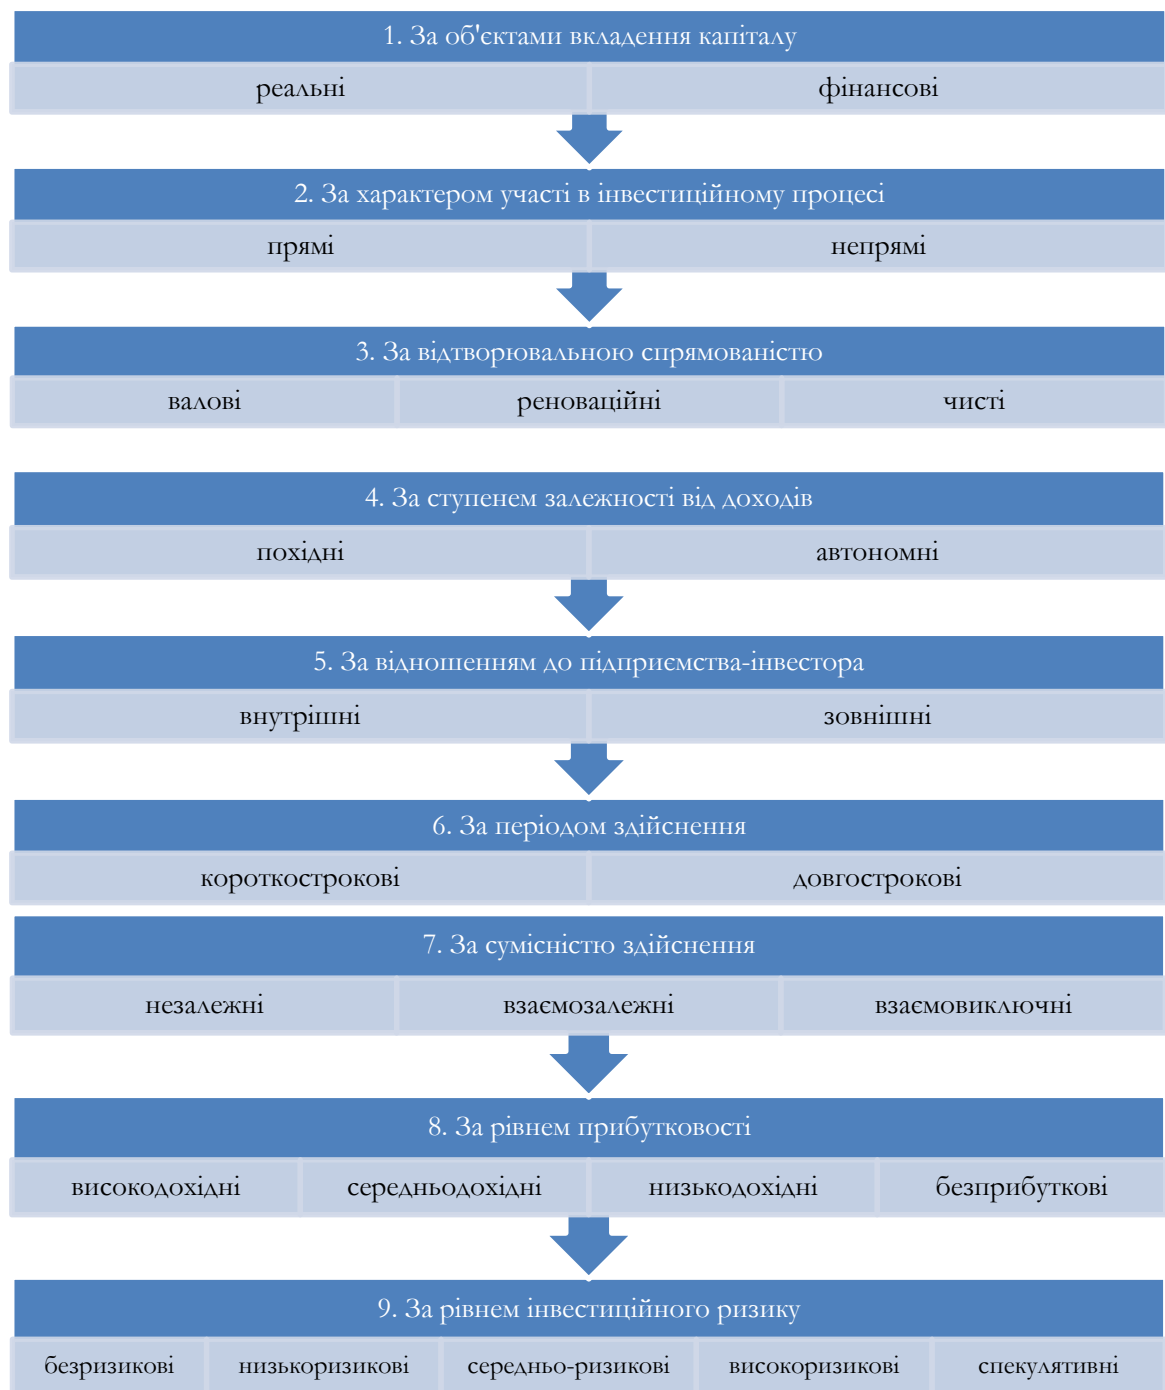 1. За об'єктами вкладення капіталу
реальні
фінансові
2. За характером участі в інвестиційному процесі
прямі
непрямі
3. За відтворювальною спрямованістю
валові
реноваційні
чисті
4. За ступенем залежності від доходів
похідні
автономні
5. За відношенням до підприємства-інвестора
внутрішні
зовнішні
6. За періодом здійснення
короткострокові
довгострокові
7. За сумісністю здійснення
незалежні
взаємозалежні
взаємовиключні
8. За рівнем прибутковості
високодохідні
середньодохідні
низькодохідні
безприбуткові
9. За рівнем інвестиційного ризику
безризикові
низькоризикові
середньо-ризикові
високоризикові
спекулятивні